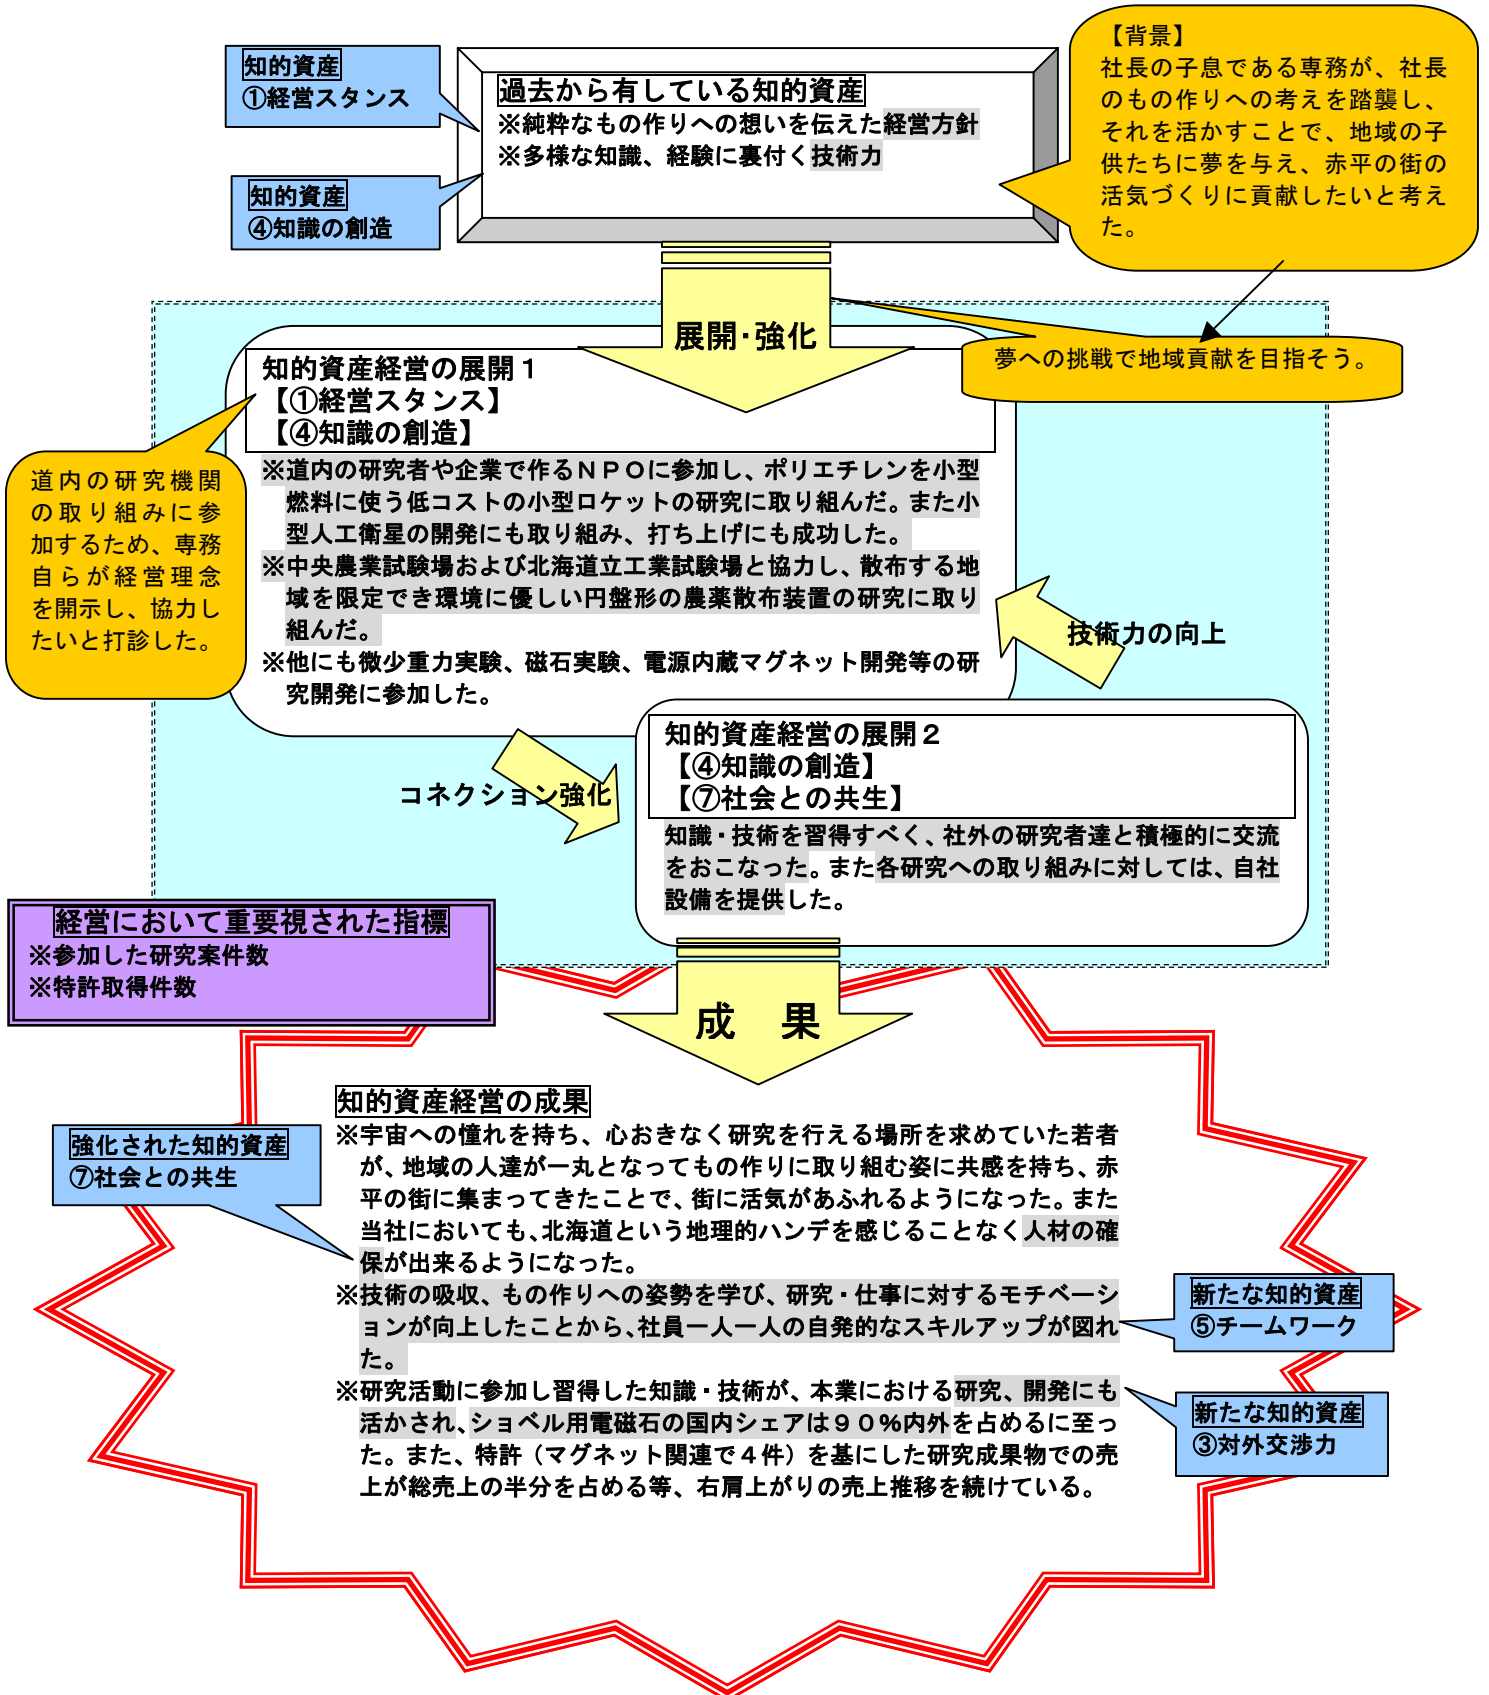 知的資産
①経営スタンス
知的資産
④知識の創造
過去から有している知的資産
※純粋なもの作りへの想いを伝えた経営方針
※多様な知識、経験に裏付く技術力
【背景】
社長の子息である専務が、社長
のもの作りへの考えを踏襲し、
それを活かすことで、地域の子
供たちに夢を与え、赤平の街の
活気づくりに貢献したいと考え
た。
展開・強化
夢への挑戦で地域貢献を目指そう。
知的資産経営の展開１
【①経営スタンス】
【④知識の創造】
※道内の研究者や企業で作るＮＰＯに参加し、ポリエチレンを小型
燃料に使う低コストの小型ロケットの研究に取り組んだ。また小
型人工衛星の開発にも取り組み、打ち上げにも成功した。
※中央農業試験場および北海道立工業試験場と協力し、散布する地
域を限定でき環境に優しい円盤形の農薬散布装置の研究に取り
組んだ。
※他にも微少重力実験、磁石実験、電源内蔵マグネット開発等の研
究開発に参加した。
道内の研究機関
の取り組みに参
加するため、専務
自らが経営理念
を開示し、協力し
たいと打診した。
技術力の向上
コネクション強化
知的資産経営の展開２
【④知識の創造】
【⑦社会との共生】
知識・技術を習得すべく、社外の研究者達と積極的に交流
をおこなった。また各研究への取り組みに対しては、自社
設備を提供した。
経営において重要視された指標
※参加した研究案件数
※特許取得件数
成　果
知的資産経営の成果
※宇宙への憧れを持ち、心おきなく研究を行える場所を求めていた若者
が、地域の人達が一丸となってもの作りに取り組む姿に共感を持ち、赤
平の街に集まってきたことで、街に活気があふれるようになった。また
当社においても、北海道という地理的ハンデを感じることなく人材の確
保が出来るようになった。
※技術の吸収、もの作りへの姿勢を学び、研究・仕事に対するモチベーシ
ョンが向上したことから、社員一人一人の自発的なスキルアップが図れ
た。
※研究活動に参加し習得した知識・技術が、本業における研究、開発にも
活かされ、ショベル用電磁石の国内シェアは９０％内外を占めるに至っ
た。また、特許（マグネット関連で４件）を基にした研究成果物での売
上が総売上の半分を占める等、右肩上がりの売上推移を続けている。
強化された知的資産
⑦社会との共生
新たな知的資産
⑤チームワーク
新たな知的資産
③対外交渉力